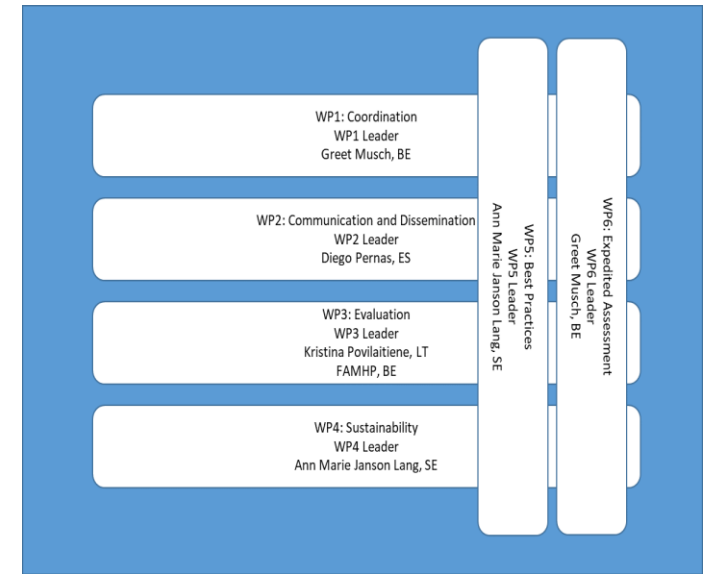 WP1: Coordination
WP1 Leader
Greet Musch, BE
WP2: Communication and Dissemination
WP2 Leader
Diego Pernas, ES
WP3: Evaluation
WP3 Leader
Kristina Povilaitiene, LT
FAMHP, BE
WP4: Sustainability
WP4 Leader
Ann Marie Janson Lang, SE
WP5: Best Practices
WP5 Leader
Ann Marie Janson Lang, SE
WP6: Expedited Assessment
WP6 Leader
Greet Musch, BE